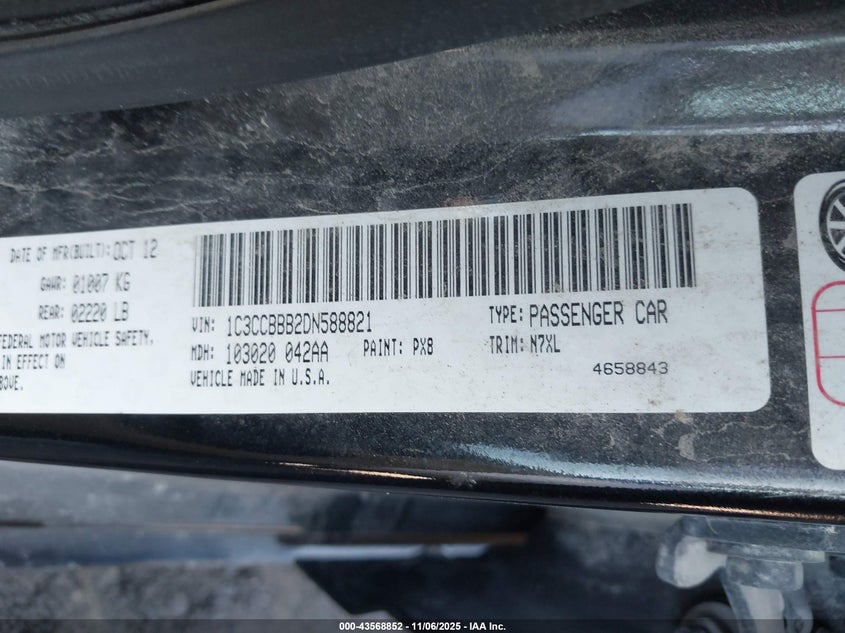 DATE OF MFR(BUILT): OCT 12
GAWR: 01007 KG
REAR: 02220 LB
FEDERAL MOTOR VEHICLE SAFETY.
IN EFFECT ON
BOVE.
VIN: 1C3CCBBB2DN588821 TYPE: PASSENGER CAR
MDH: 103020 042AA PAINT: PX8 TRIM: N7XL
VEHICLE MADE IN U.S.A. 4658843
000-43568852 - 11/06/2025 - IAA Inc.